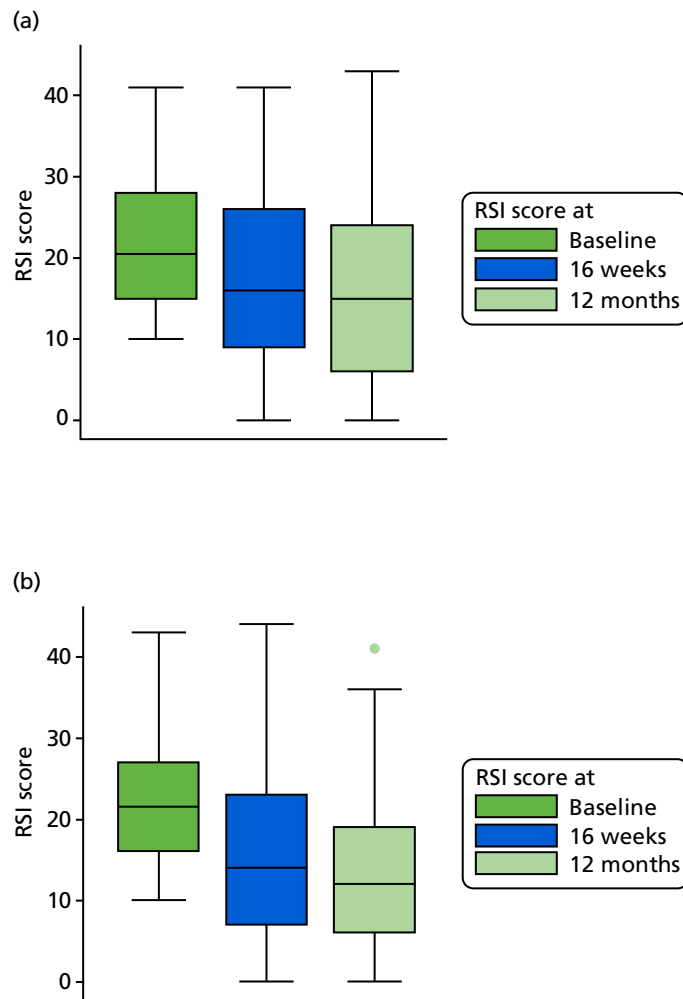 (a)
40
30
20
10
0
RSI score
RSI score at
Baseline
16 weeks
12 months
(b)
40
30
20
10
0
RSI score
RSI score at
Baseline
16 weeks
12 months